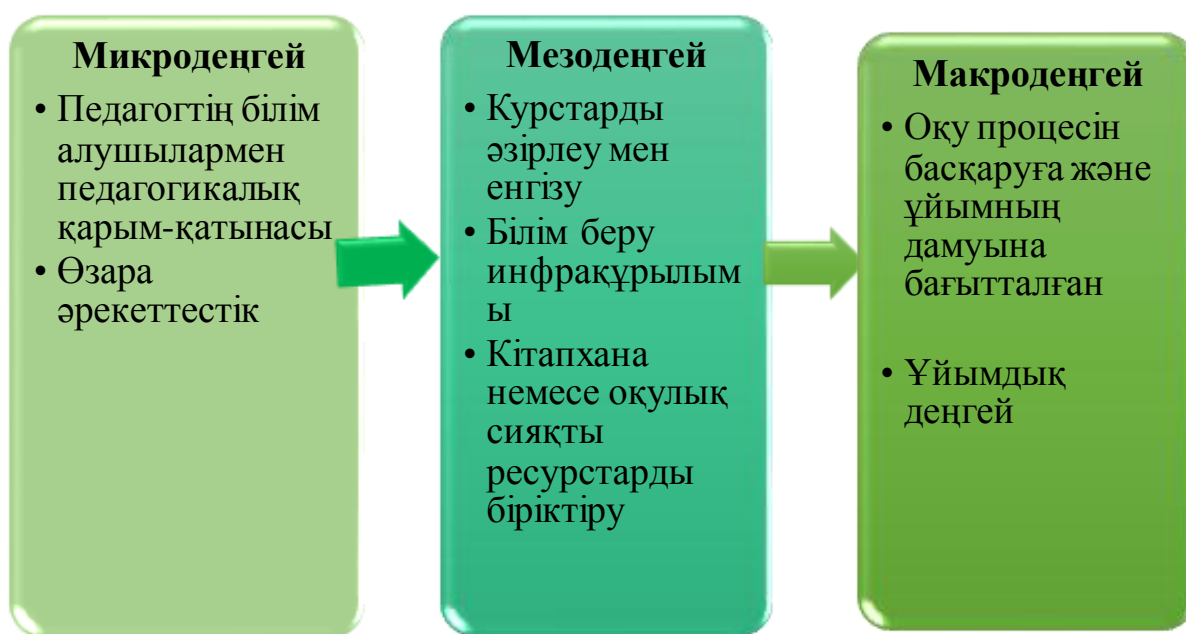 Микродеңгей
• Педагогтің білім
алушылармен
педагогикалық
қарым-қатынасы
• Өзара
әрекеттестік
Мезодеңгей
• Курстарды
әзірлеу мен
енгізу
• Білім беру
инфрақұрылым
ы
• Кітапхана
немесе оқулық
сияқты
ресурстарды
біріктіру
Макродеңгей
• Оқу процесін
басқаруға және
ұйымның
дамуына
бағытталған
• Ұйымдық
деңгей